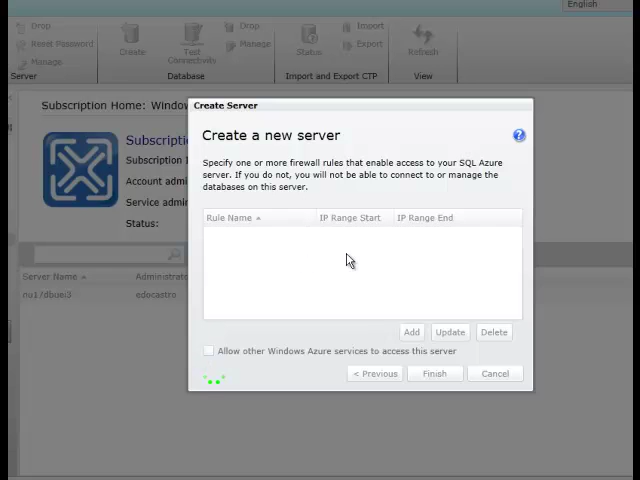 English
Drop
Reset Password
Manage
Server
Create
Test
Connectivity
Drop
Manage
Database
Status
Import
Export
Import and Export CTP
Refresh
View
Subscription Home: Window
Create Server
Create a new server
Specify one or more firewall rules that enable access to your SQL Azure
server. If you do not, you will not be able to connect to or manage the
databases on this server.
Rule Name
IP Range Start
IP Range End
Add
Update
Delete
Allow other Windows Azure services to access this server
< Previous
Finish
Cancel
Subscripti
Subscription I
Account admi
Service admi
Status:
Server Name
Administrato
edocastro